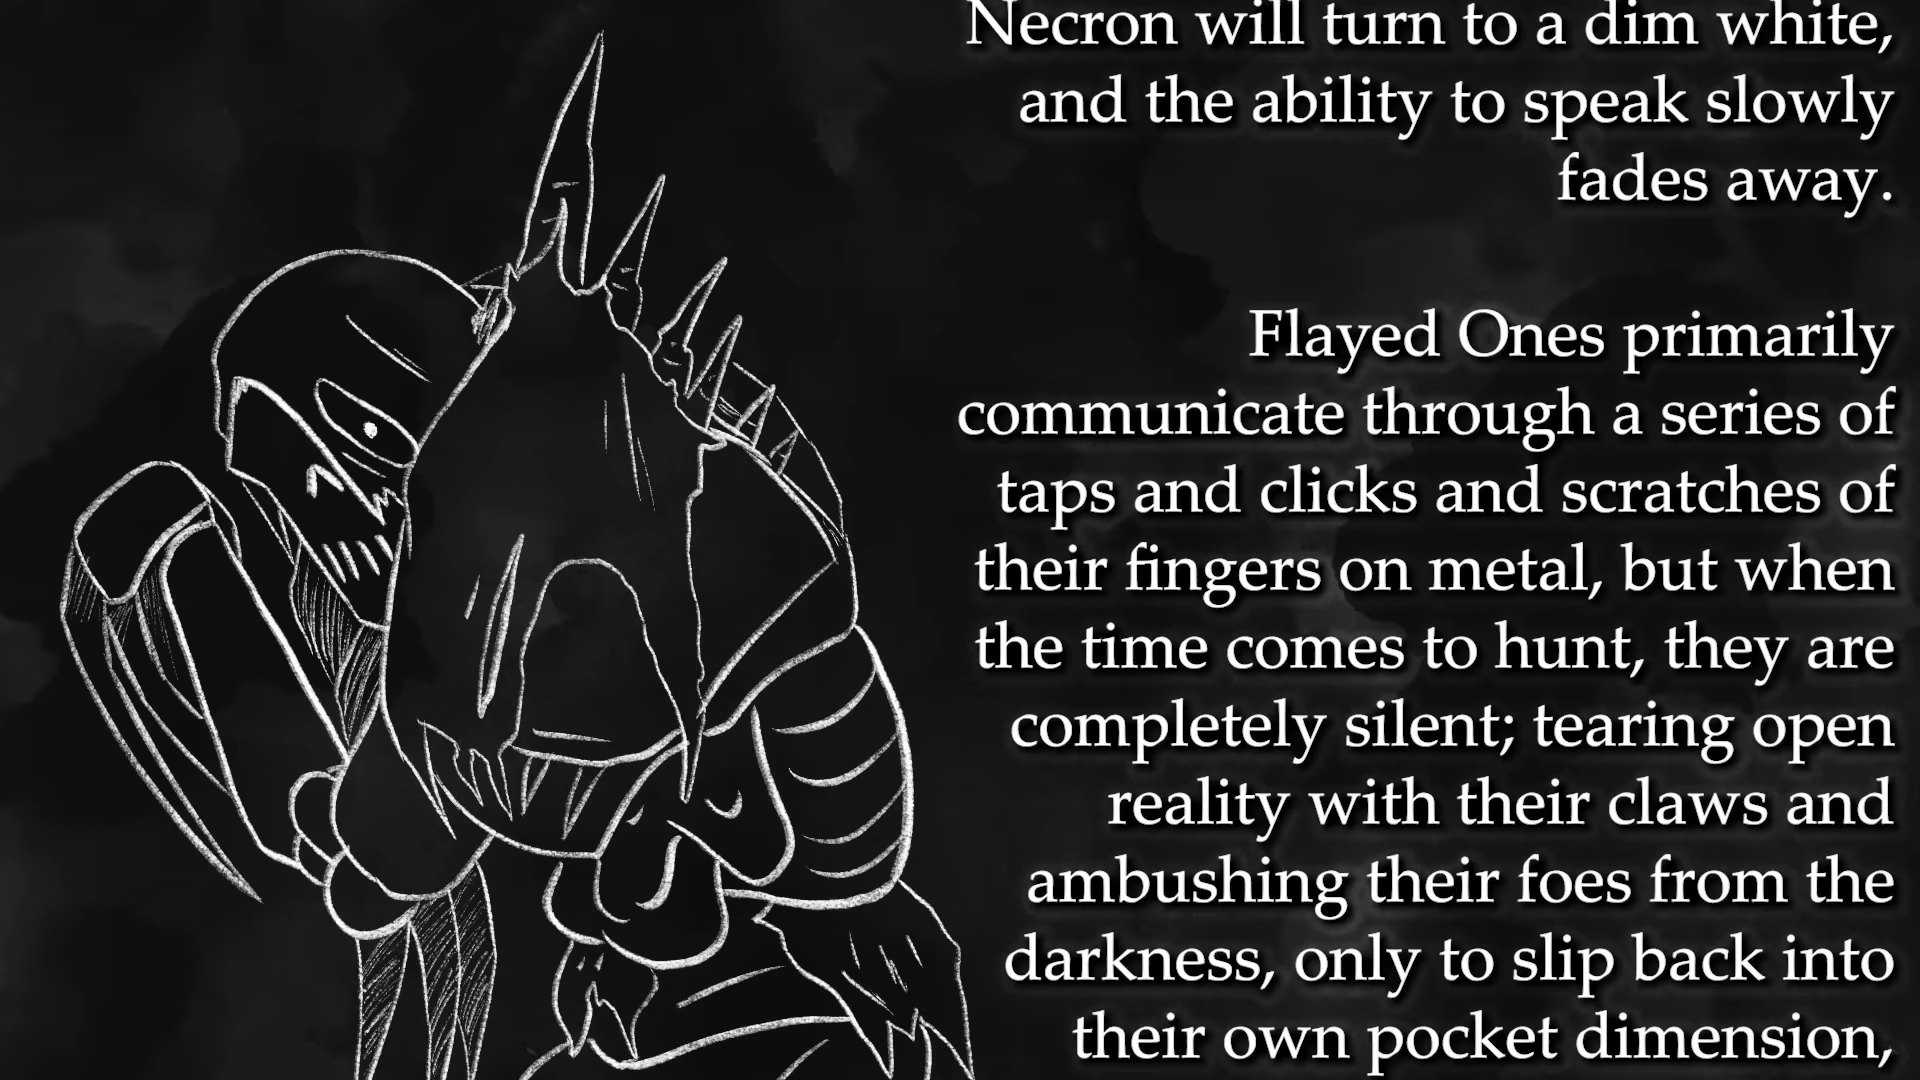 Necron will turn to a dim white,
and the ability to speak slowly
fades away.
Flayed Ones primarily
communicate through a series of
taps and clicks and scratches of
their fingers on metal, but when
the time comes to hunt, they are
completely silent; tearing open
reality with their claws and
ambushing their foes from the
darkness, only to slip back into
their own pocket dimension,